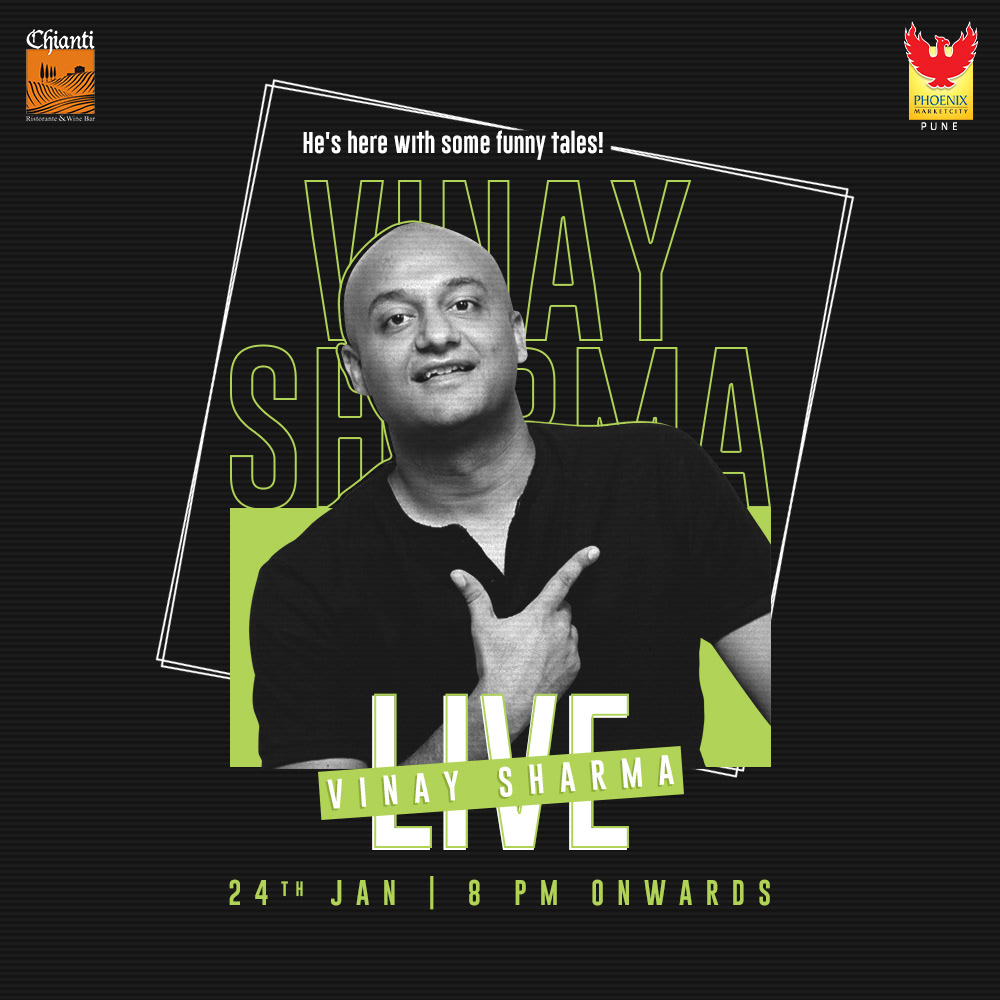 Chianti
Ristorante & Wine Bar
PHOENIX
MARKETCITY
PUNE
He's here with some funny tales!
VINAY
SHARMA
LIVE
VINAY SHARMA
24TH JAN | 8 PM ONWARDS